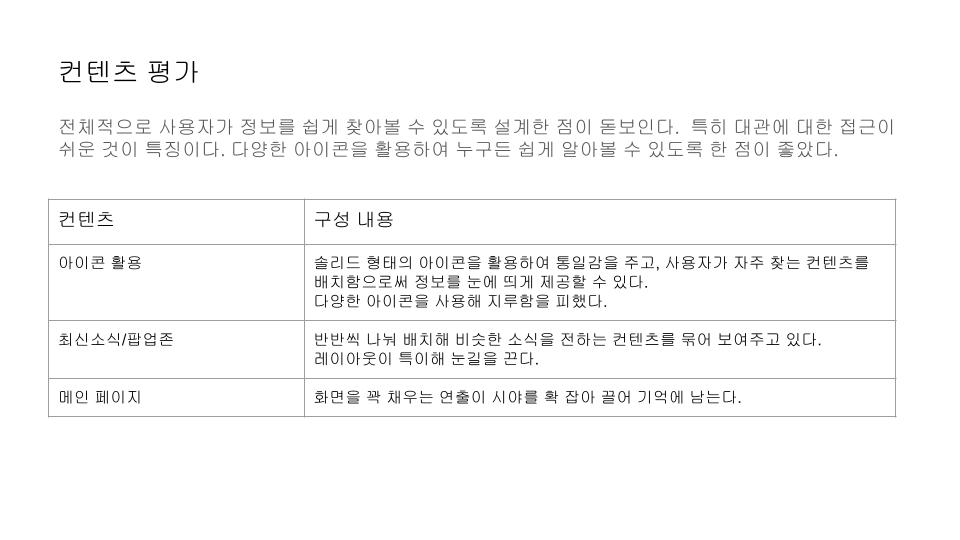 컨텐츠 평가
전체적으로 사용자가 정보를 쉽게 찾아볼 수 있도록 설계한 점이 돋보인다. 특히 대관에 대한 접근이
쉬운 것이 특징이다. 다양한 아이콘을 활용하여 누구든 쉽게 알아볼 수 있도록 한 점이 좋았다.
컨텐츠
구성 내용
아이콘 활용
솔리드 형태의 아이콘을 활용하여 통일감을 주고, 사용자가 자주 찾는 컨텐츠를
배치함으로써 정보를 눈에 띄게 제공할 수 있다.
다양한 아이콘을 사용해 지루함을 피했다.
최신소식/팝업존
반반씩 나눠 배치해 비슷한 소식을 전하는 컨텐츠를 묶어 보여주고 있다.
레이아웃이 특이해 눈길을 끈다.
메인 페이지
화면을 꽉 채우는 연출이 시야를 확 잡아 끌어 기억에 남는다.